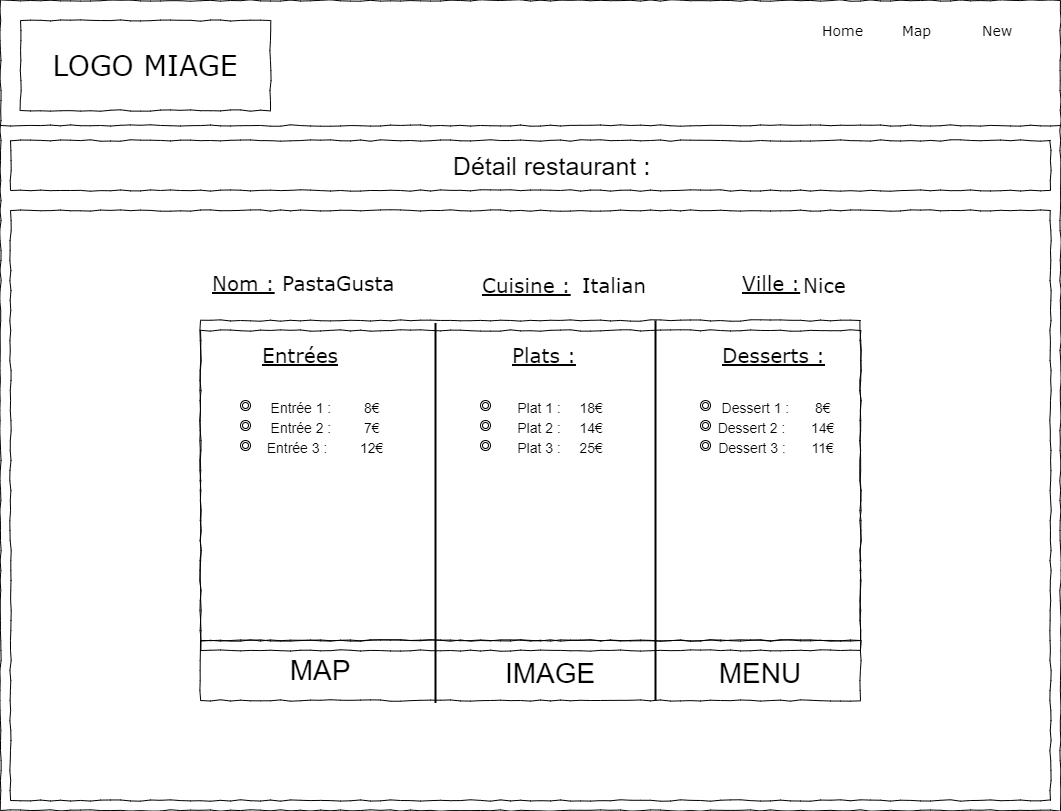 LOGO MIAGE
Home Map New
Détail restaurant :
Nom : PastaGusta Cuisine : Italian Ville : Nice
Entrées Plats : Desserts :
Entrée 1 : 8€ Plat 1 : 18€ Dessert 1 : 8€
Entrée 2 : 7€ Plat 2 : 14€ Dessert 2 : 14€
Entrée 3 : 12€ Plat 3 : 25€ Dessert 3 : 11€
MAP IMAGE MENU